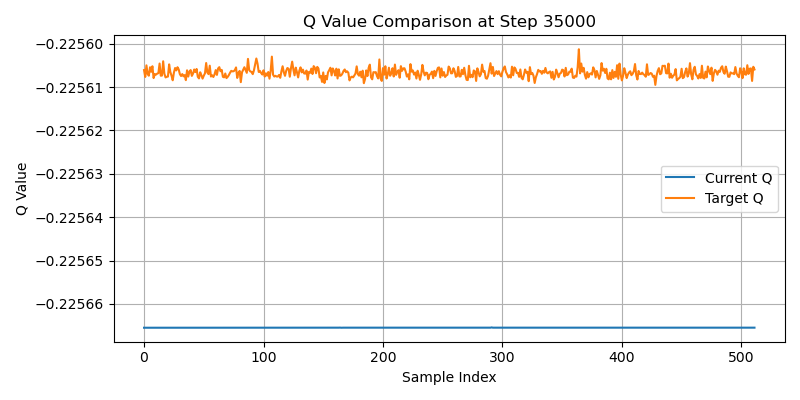 Q Value Comparison at Step 35000
−0.22560
−0.22561
−0.22562
−0.22563
−0.22564
−0.22565
−0.22566
Q Value
Current Q
Target Q
0 100 200 300 400 500
Sample Index